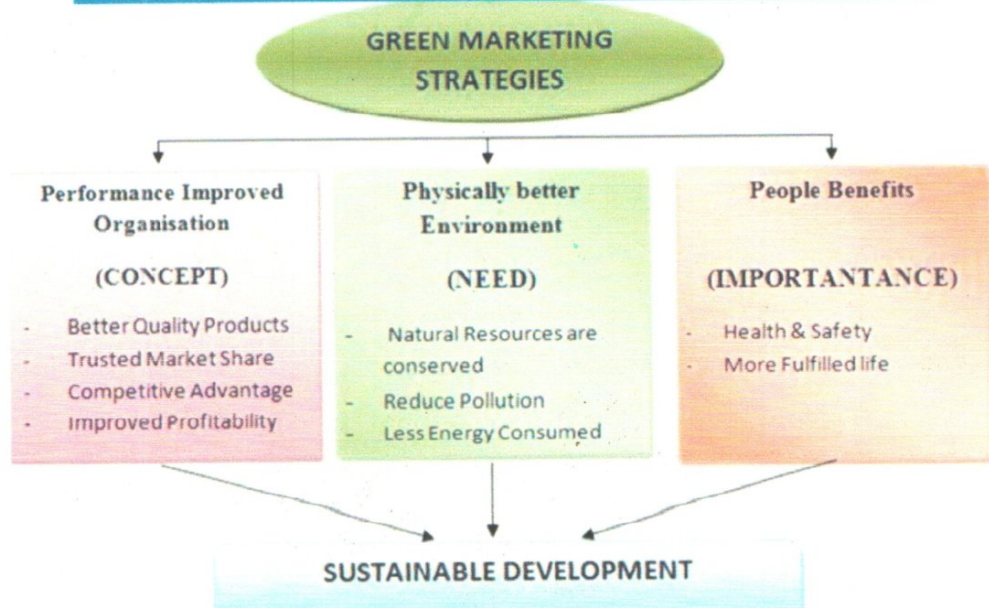 GREEN MARKETING
STRATEGIES
Performance Improved
Organisation
(CONCEPT)
- Better Quality Products
- Trusted Market Share
- Competitive Advantage
- Improved Profitability
Physically better
Environment
(NEED)
- Natural Resources are
conserved
- Reduce Pollution
- Less Energy Consumed
People Benefits
(IMPORTANTANCE)
- Health & Safety
- More Fulfilled life
SUSTAINABLE DEVELOPMENT